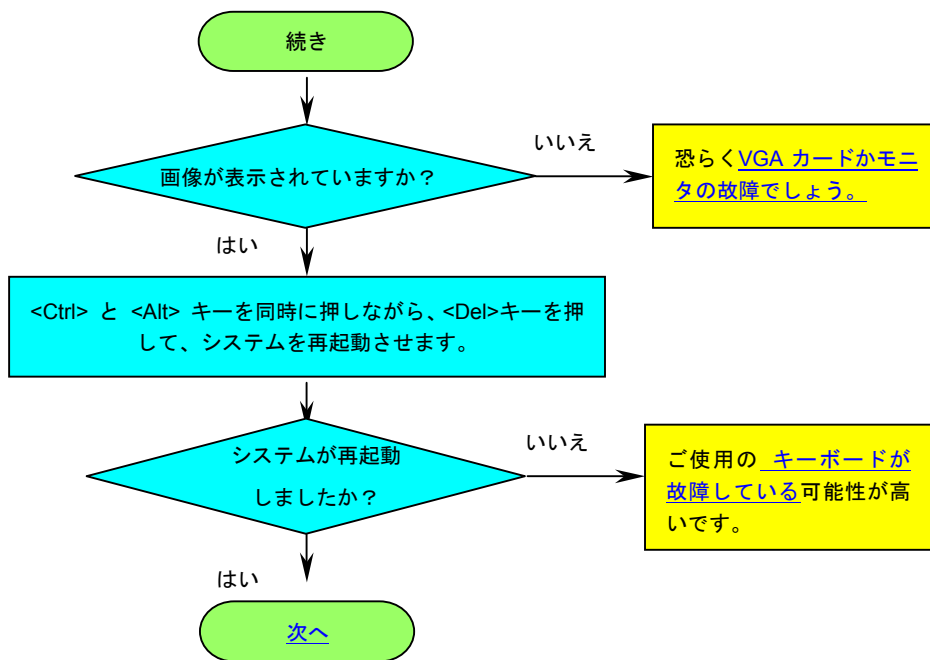 続き
画像が表示されていますか？
いいえ
恐らくVGA カードかモニ
タの故障でしょう。
はい
<Ctrl> と <Alt> キーを同時に押しながら、<Del>キーを押
して、システムを再起動させます。
システムが再起動
しましたか？
いいえ
ご使用の キーボードが
故障している可能性が高
いです。
はい
次へ